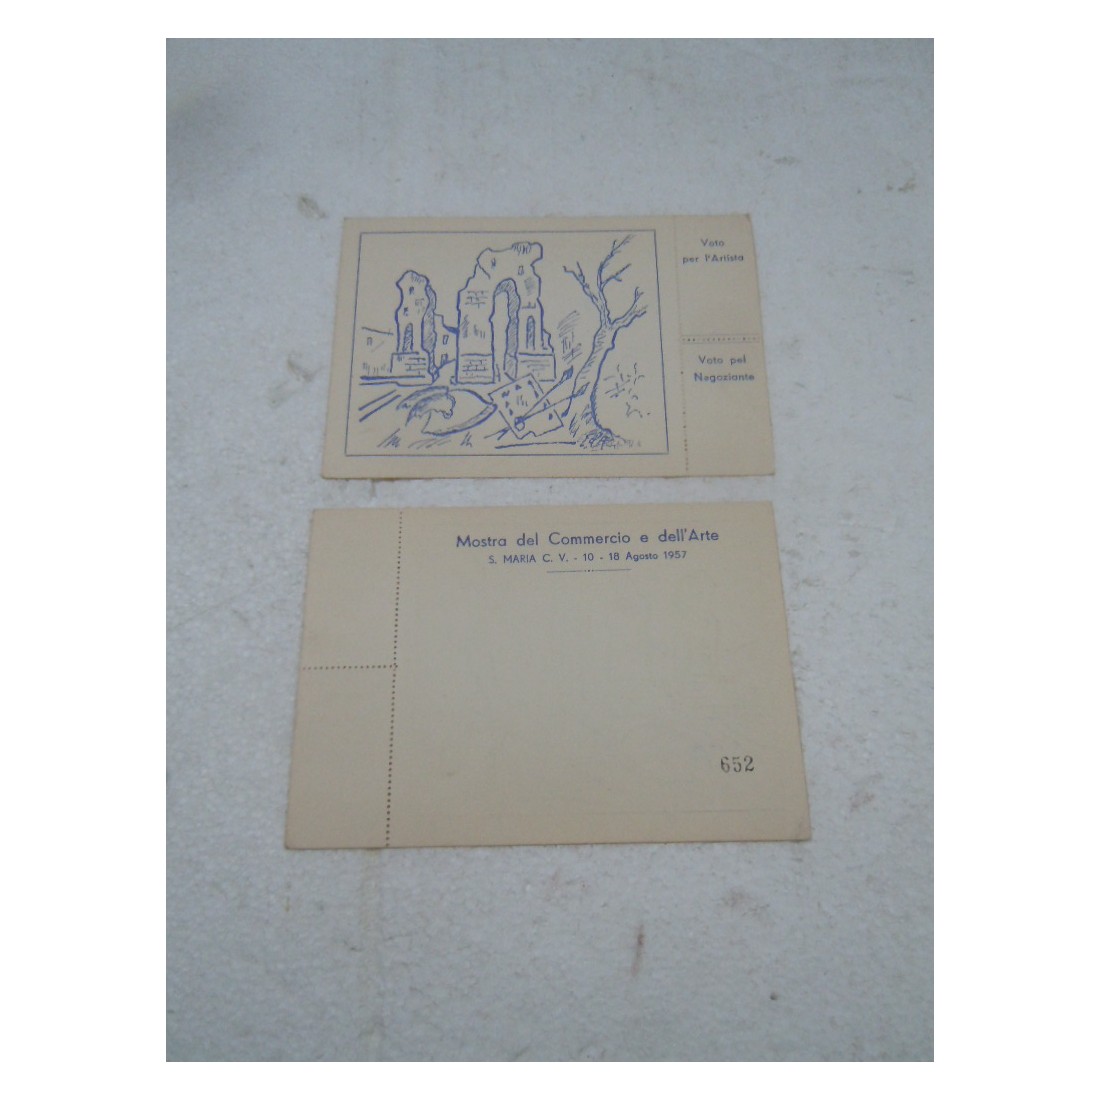 Voto
per l'Artista
Voto pel
Negoziante
Mostra del Commercio e dell'Arte
S. MARIA C. V. - 10 - 18 Agosto 1957
652